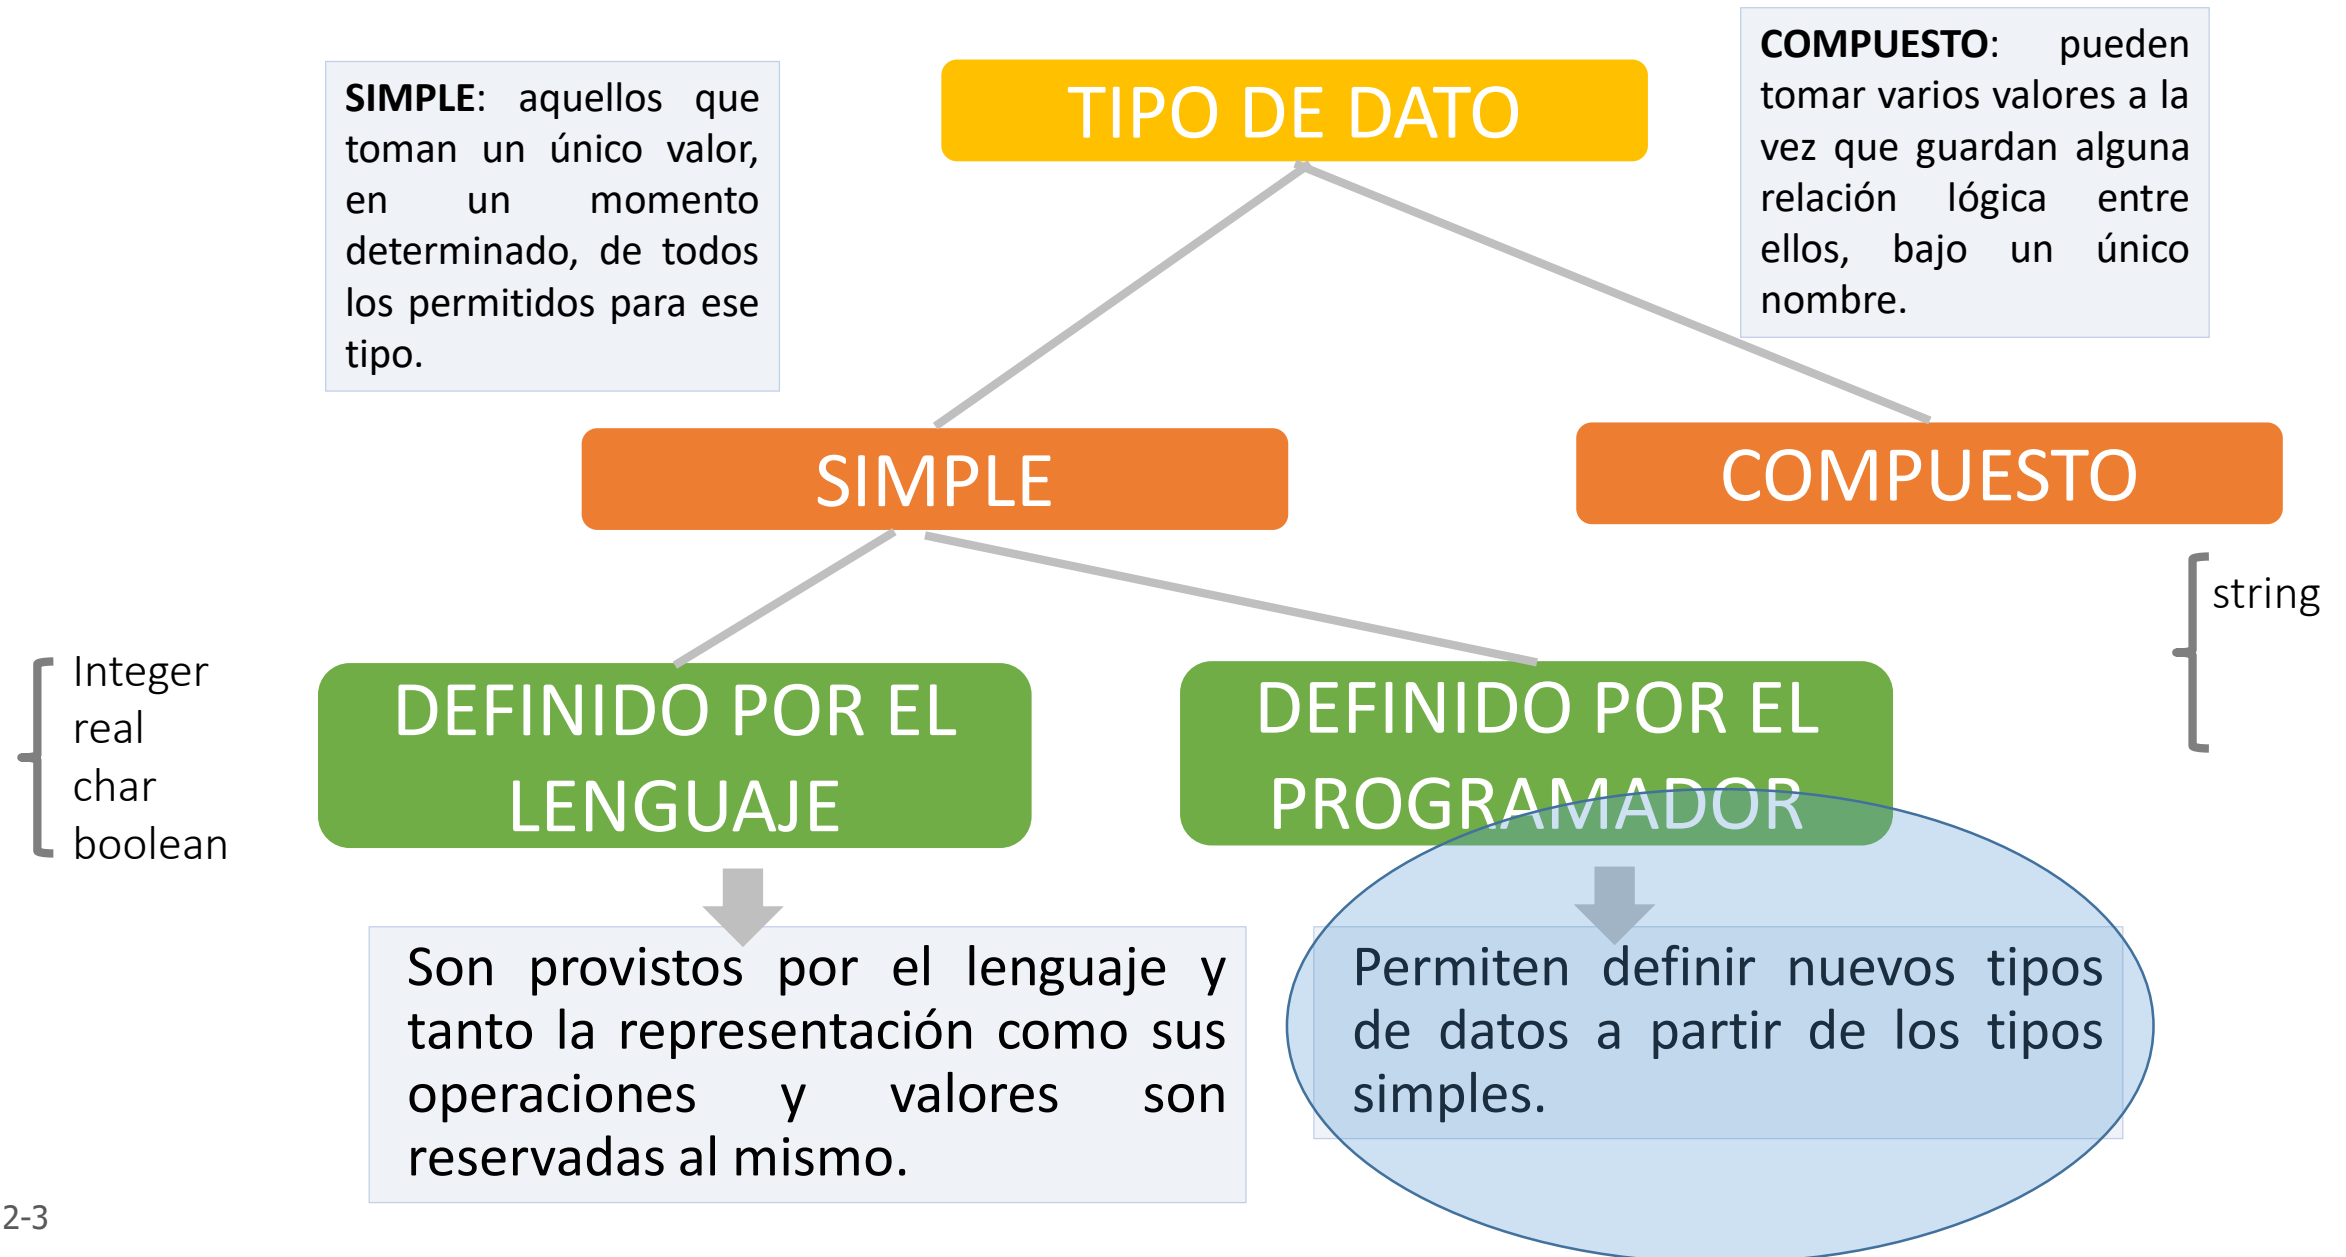 SIMPLE: aquellos que
toman un único valor,
en un momento
determinado, de todos
los permitidos para ese
tipo.
TIPO DE DATO
COMPUESTO: pueden
tomar varios valores a la
vez que guardan alguna
relación lógica entre
ellos, bajo un único
nombre.
SIMPLE
COMPUESTO
string
Integer
real
char
boolean
DEFINIDO POR EL
LENGUAJE
DEFINIDO POR EL
PROGRAMADOR
Son provistos por el lenguaje y
tanto la representación como sus
operaciones y valores son
reservadas al mismo.
Permiten definir nuevos tipos
de datos a partir de los tipos
simples.
2-3